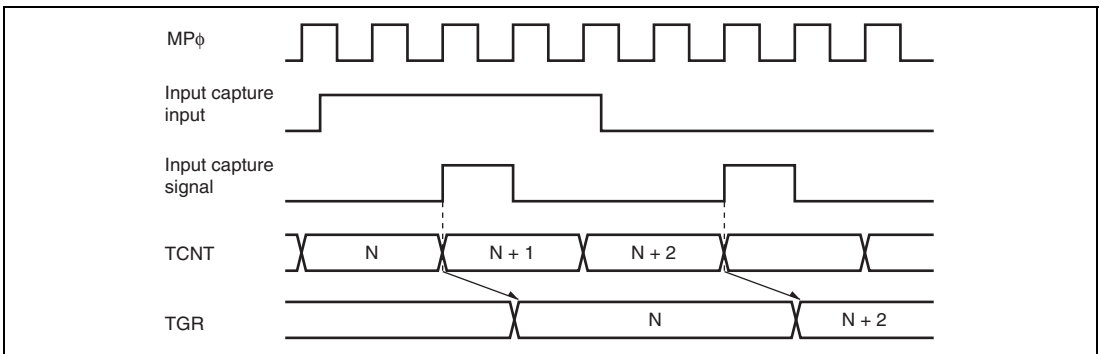 MPϕ
Input capture
input
Input capture
signal
TCNT
N
N + 1
N + 2
TGR
N
N + 2